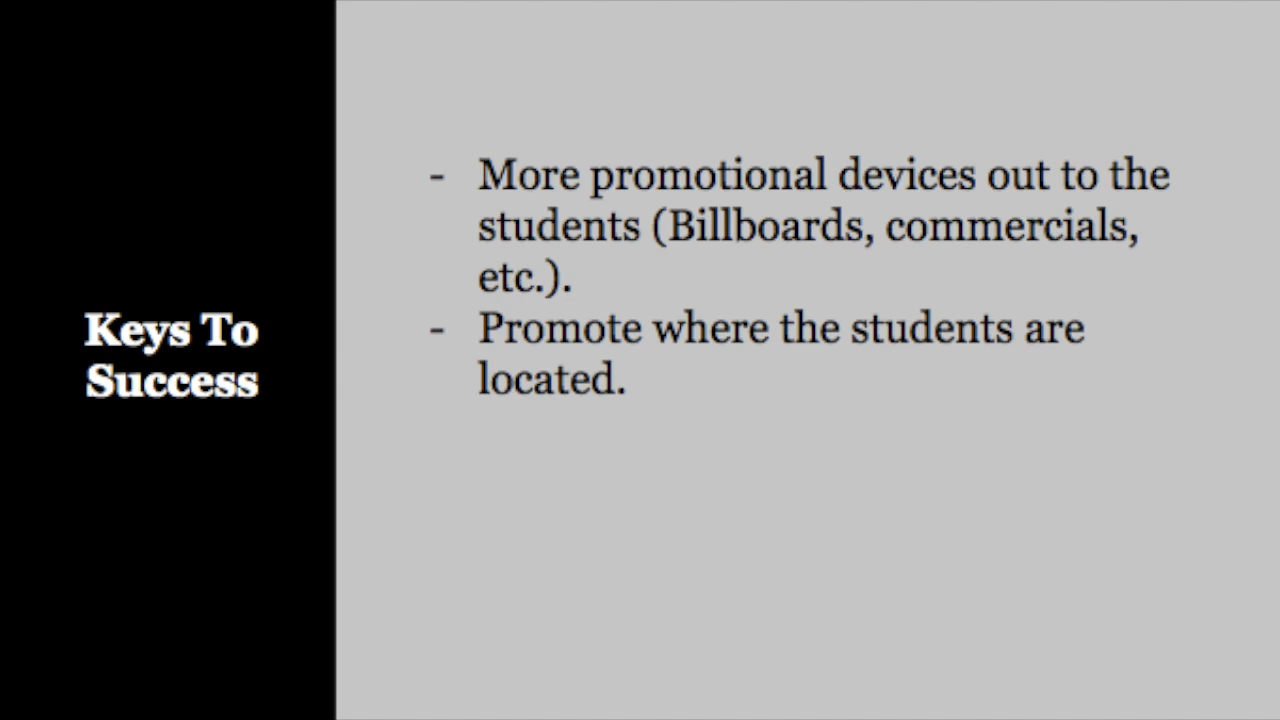 Keys To
Success
- More promotional devices out to the
students (Billboards, commercials,
etc.).
- Promote where the students are
located.